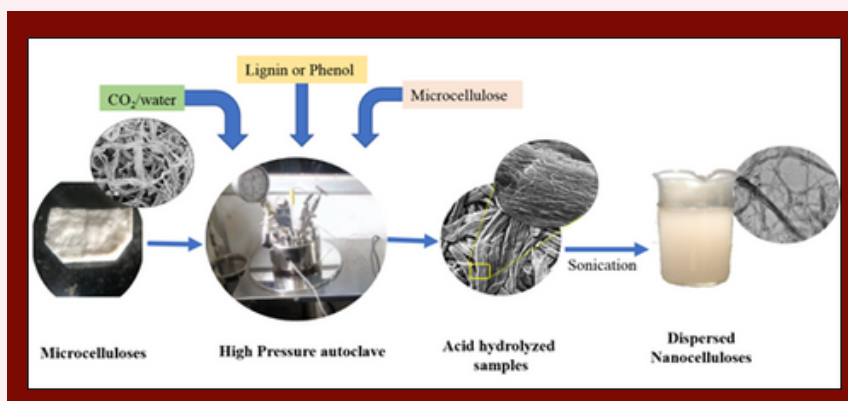 Lignin or Phenol
CO₂/water
Microcellulose
Sonication
Microcelluloses
High Pressure autoclave
Acid hydrolyzed
samples
Dispersed
Nanocelluloses